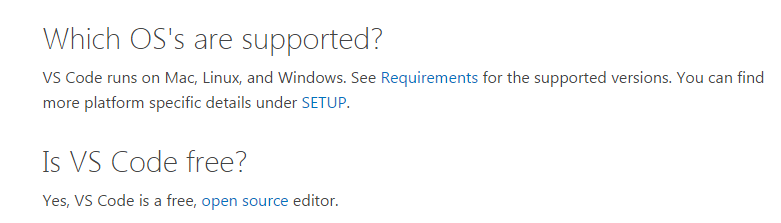 Which OS's are supported?
VS Code runs on Mac, Linux, and Windows. See Requirements for the supported versions. You can find
more platform specific details under SETUP.
Is VS Code free?
Yes, VS Code is a free, open source editor.